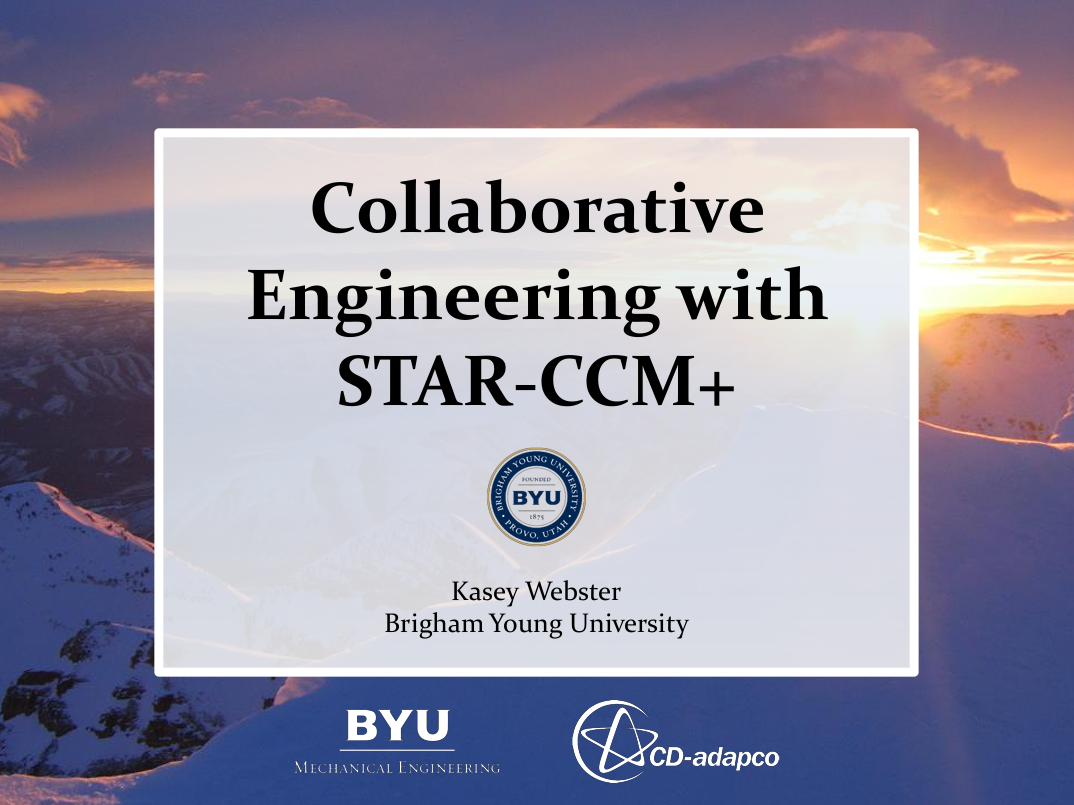 Collaborative
Engineering with
STAR-CCM+
BRIGHAM YOUNG UNIVERSITY
FOUNDED
BYU
1875
PROVO, UTAH
Kasey Webster
Brigham Young University
BYU
MECHANICAL ENGINEERING
CD-adapco